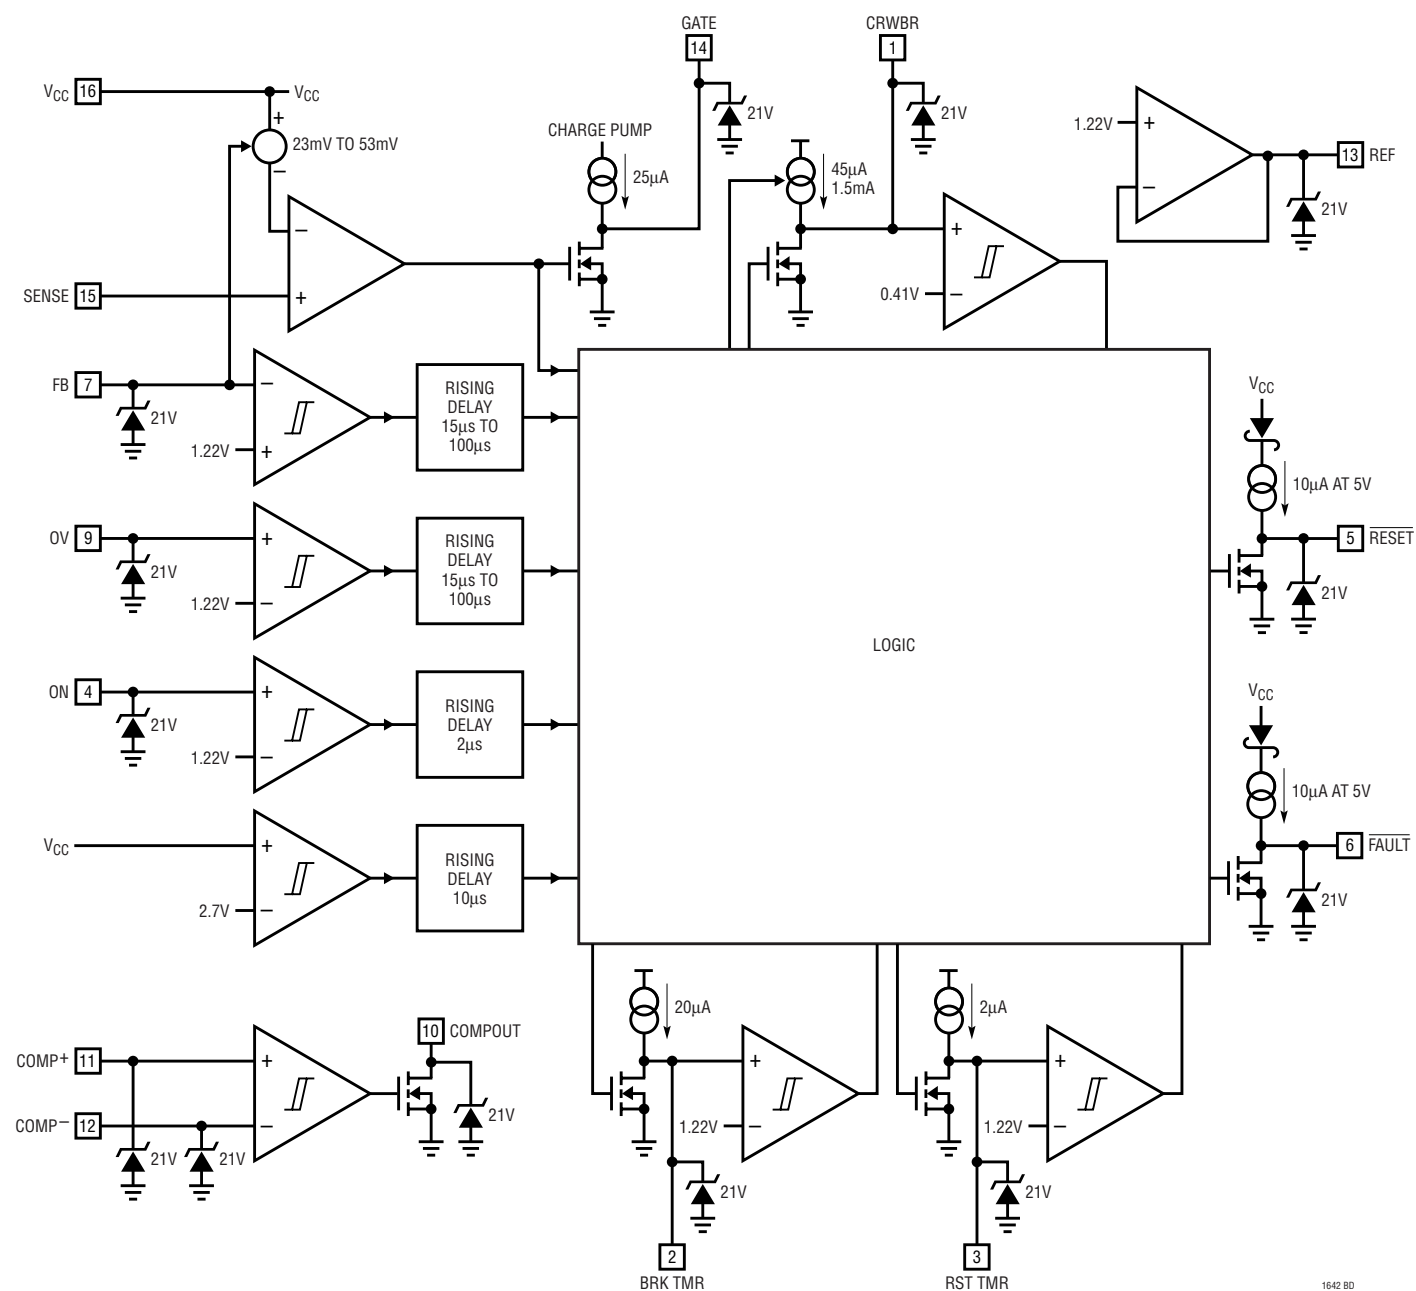 GATE
14
CRWBR
1
VCC 16
VCC
+
23mV TO 53mV
−
21V
21V
CHARGE PUMP
25µA
45µA
1.5mA
1.22V
+
−
13 REF
21V
−
+
SENSE 15
+
0.41V
−
FB 7
−
21V
1.22V
+
RISING
DELAY
15µs TO
100µs
VCC
10µA AT 5V
OV 9
+
21V
1.22V
−
RISING
DELAY
15µs TO
100µs
5 RESET
21V
LOGIC
ON 4
+
21V
1.22V
−
RISING
DELAY
2µs
VCC
10µA AT 5V
VCC
+
2.7V
−
RISING
DELAY
10µs
6 FAULT
21V
20µA
+
1.22V
−
21V
2
BRK TMR
2µA
+
1.22V
−
21V
3
RST TMR
10 COMPOUT
COMP+ 11
+
COMP− 12
−
21V
21V
21V
1642 BD